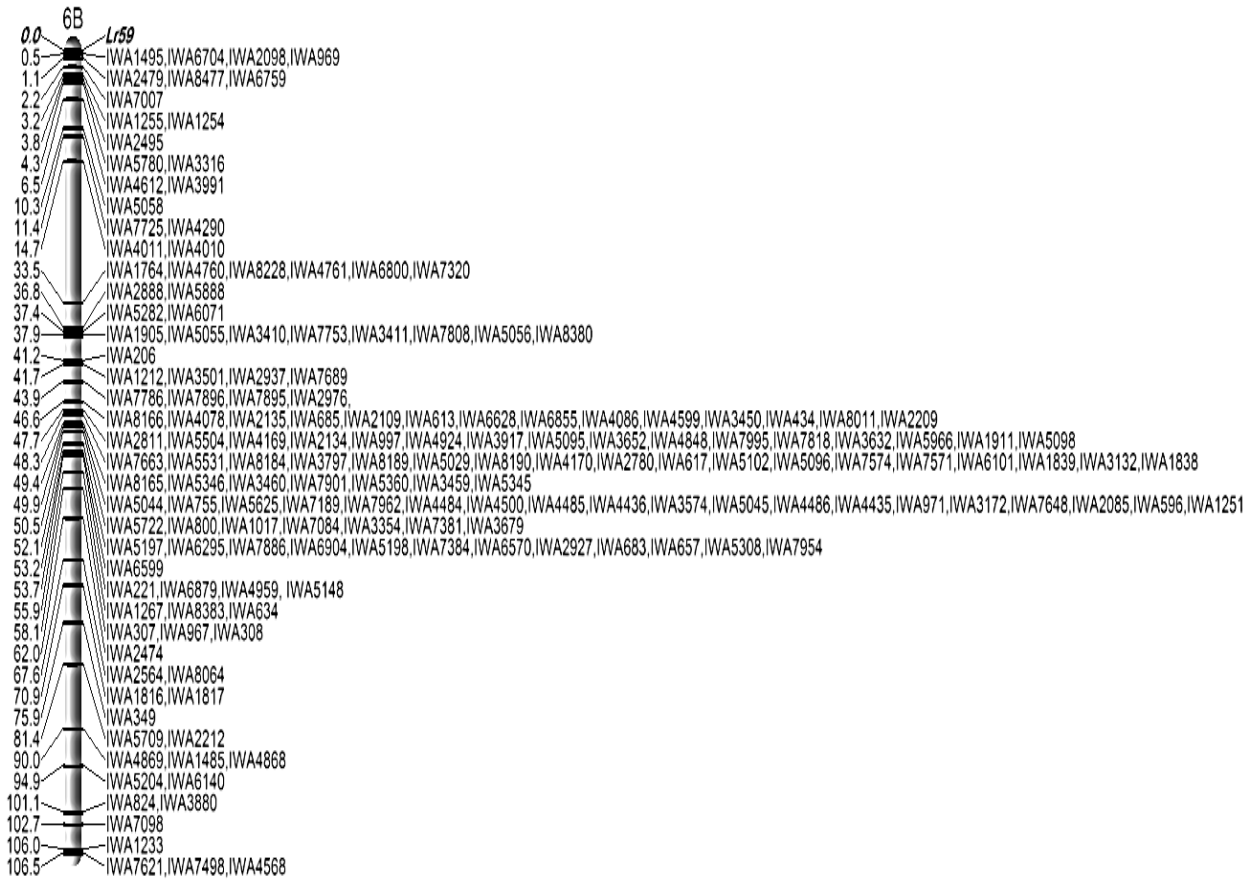 6B
0.0 Lr59
0.5 IWA1495,IWA6704,IWA2098,IWA969
1.1 IWA2479,IWA8477,IWA6759
2.2 IWA7007
3.2 IWA1255,IWA1254
3.8 IWA2495
4.3 IWA5780,IWA3316
6.5 IWA4612,IWA3991
10.3 IWA5058
11.4 IWA7725,IWA4290
14.7 IWA4011,IWA4010
33.5 IWA1764,IWA4760,IWA8228,IWA4761,IWA6800,IWA7320
36.8 IWA2888,IWA5888
37.4 IWA5282,IWA6071
37.9 IWA1905,IWA5055,IWA3410,IWA7753,IWA3411,IWA7808,IWA5056,IWA8380
41.2 IWA206
41.7 IWA1212,IWA3501,IWA2937,IWA7689
43.9 IWA7786,IWA7896,IWA7895,IWA2976,
46.6 IWA8166,IWA4078,IWA2135,IWA685,IWA2109,IWA613,IWA6628,IWA6855,IWA4086,IWA4599,IWA3450,IWA434,IWA8011,IWA2209
47.7 IWA2811,IWA5504,IWA4169,IWA2134,IWA997,IWA4924,IWA3917,IWA5095,IWA3652,IWA4848,IWA7995,IWA7818,IWA3632,IWA5966,IWA1911,IWA5098
48.3 IWA7663,IWA5531,IWA8184,IWA3797,IWA8189,IWA5029,IWA8190,IWA4170,IWA2780,IWA617,IWA5102,IWA5096,IWA7574,IWA7571,IWA6101,IWA1839,IWA3132,IWA1838
49.4 IWA8165,IWA5346,IWA3460,IWA7901,IWA5360,IWA3459,IWA5345
49.9 IWA5044,IWA755,IWA5625,IWA7189,IWA7962,IWA4484,IWA4500,IWA4485,IWA4436,IWA3574,IWA5045,IWA4486,IWA4435,IWA971,IWA3172,IWA7648,IWA2085,IWA596,IWA1251
50.5 IWA5722,IWA800,IWA1017,IWA7084,IWA3354,IWA7381,IWA3679
52.1 IWA5197,IWA6295,IWA7886,IWA6904,IWA5198,IWA7384,IWA6570,IWA2927,IWA683,IWA657,IWA5308,IWA7954
53.2 IWA6599
53.7 IWA221,IWA6879,IWA4959, IWA5148
55.9 IWA1267,IWA8383,IWA634
58.1 IWA307,IWA967,IWA308
62.0 IWA2474
67.6 IWA2564,IWA8064
70.9 IWA1816,IWA1817
75.9 IWA349
81.4 IWA5709,IWA2212
90.0 IWA4869,IWA1485,IWA4868
94.9 IWA5204,IWA6140
101.1 IWA824,IWA3880
102.7 IWA7098
106.0 IWA1233
106.5 IWA7621,IWA7498,IWA4568